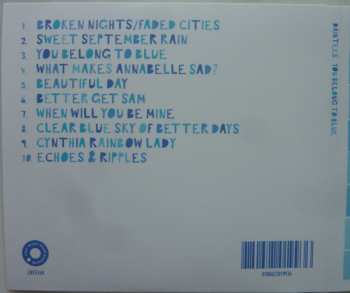 1. BROKEN NIGHTS/FADED CITIES
2. SWEET SEPTEMBER RAIN
3. YOU BELONG TO BLUE
4. WHAT MAKES ANNABELLE SAD?
5. BEAUTIFUL DAY
6. BETTER GET SAM
7. WHEN WILL YOU BE MINE
8. CLEAR BLUE SKY OF BETTER DAYS
9. CYNTHIA RAINBOW LADY
10. ECHOES & RIPPLES
YOU BELONG TO BLUE